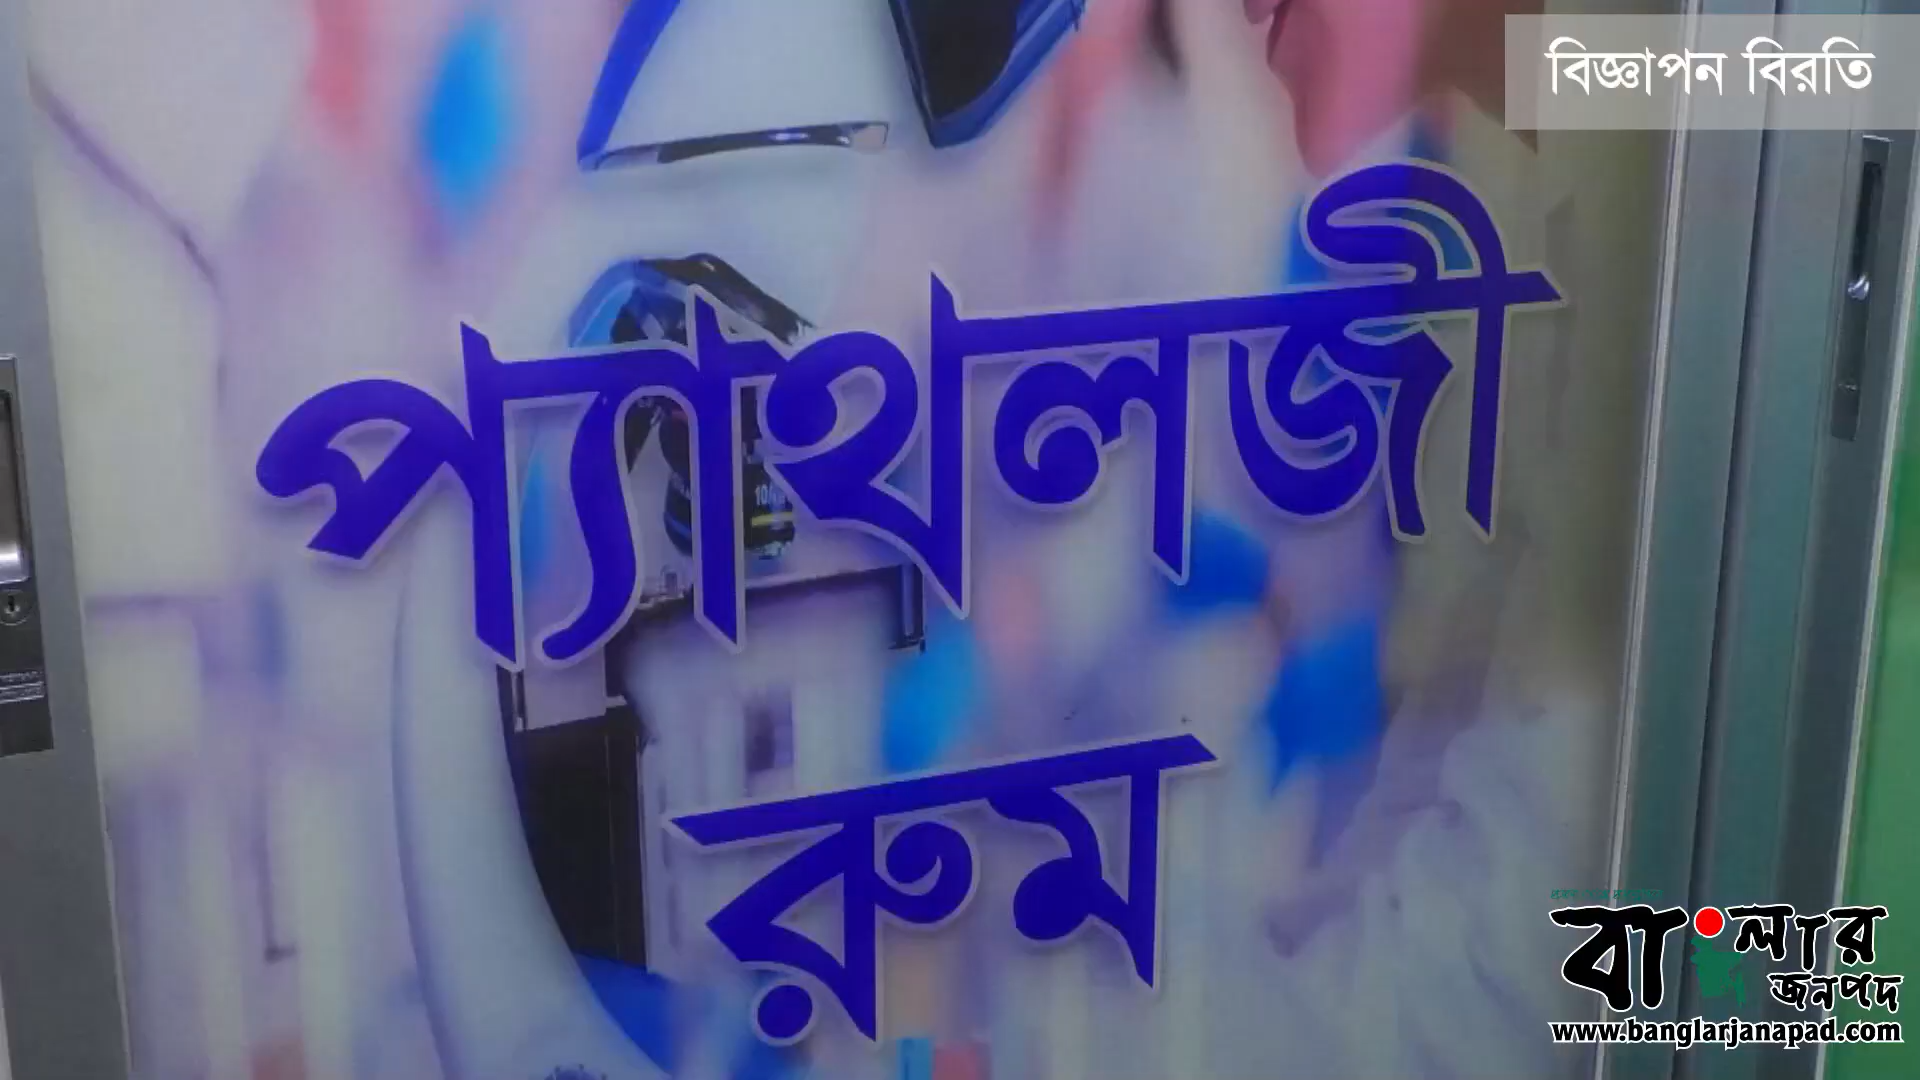 বিজ্ঞাপন বিরতি
প্যাথলজী
রুম
বাংলার
জনপদ
www.banglarjanapad.com